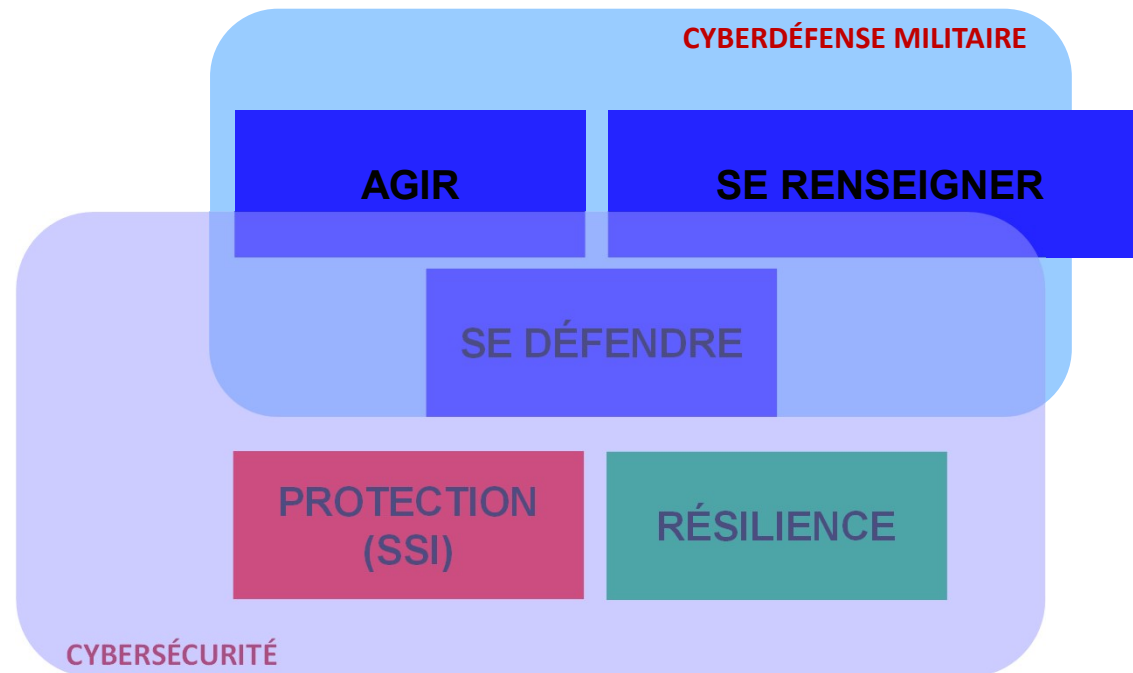 CYBERDÉFENSE MILITAIRE
AGIR
SE RENSEIGNER
SE DÉFENDRE
PROTECTION
(SSI)
RÉSILIENCE
CYBERSÉCURITÉ